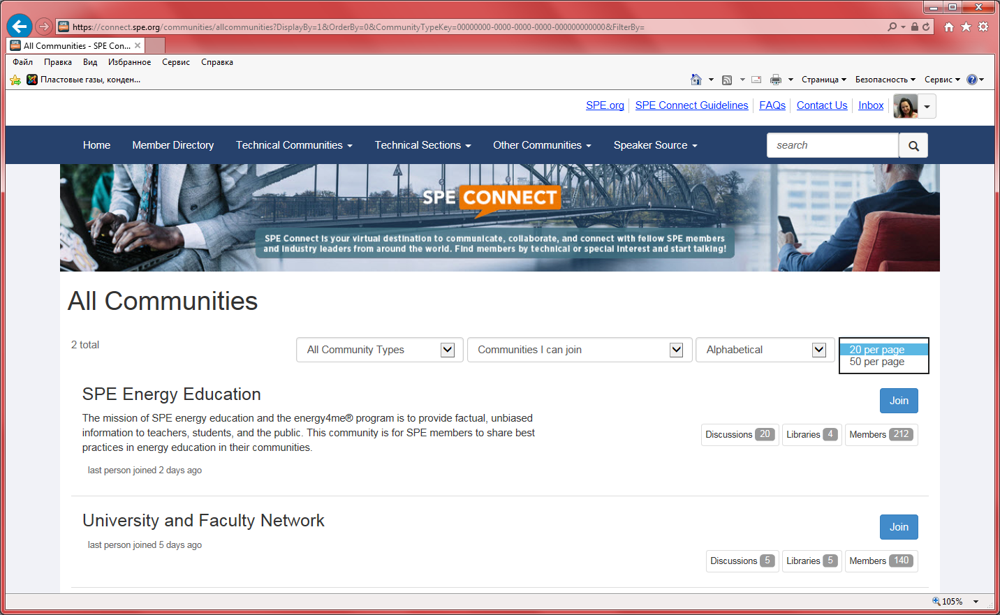 https://connect.spe.org/communities/allcommunities?DisplayBy=1&OrderBy=0&CommunityTypeKey=00000000-0000-0000-0000-000000000000&FilterBy=
SPE All Communities - SPE Con...
Файл Правка Вид Избранное Сервис Справка
Пластовые газы, конден... Страница Безопасность Сервис
SPE.org SPE Connect Guidelines FAQs Contact Us Inbox
Home Member Directory Technical Communities Technical Sections Other Communities Speaker Source search
SPE CONNECT
SPE Connect is your virtual destination to communicate, collaborate, and connect with fellow SPE members
and industry leaders from around the world. Find members by technical or special interest and start talking!
All Communities
2 total All Community Types Communities I can join Alphabetical 20 per page
50 per page
SPE Energy Education
Join
The mission of SPE energy education and the energy4me® program is to provide factual, unbiased
information to teachers, students, and the public. This community is for SPE members to share best
practices in energy education in their communities.
Discussions 20 Libraries 4 Members 212
last person joined 2 days ago
University and Faculty Network
Join
last person joined 5 days ago
Discussions 5 Libraries 5 Members 140
105%